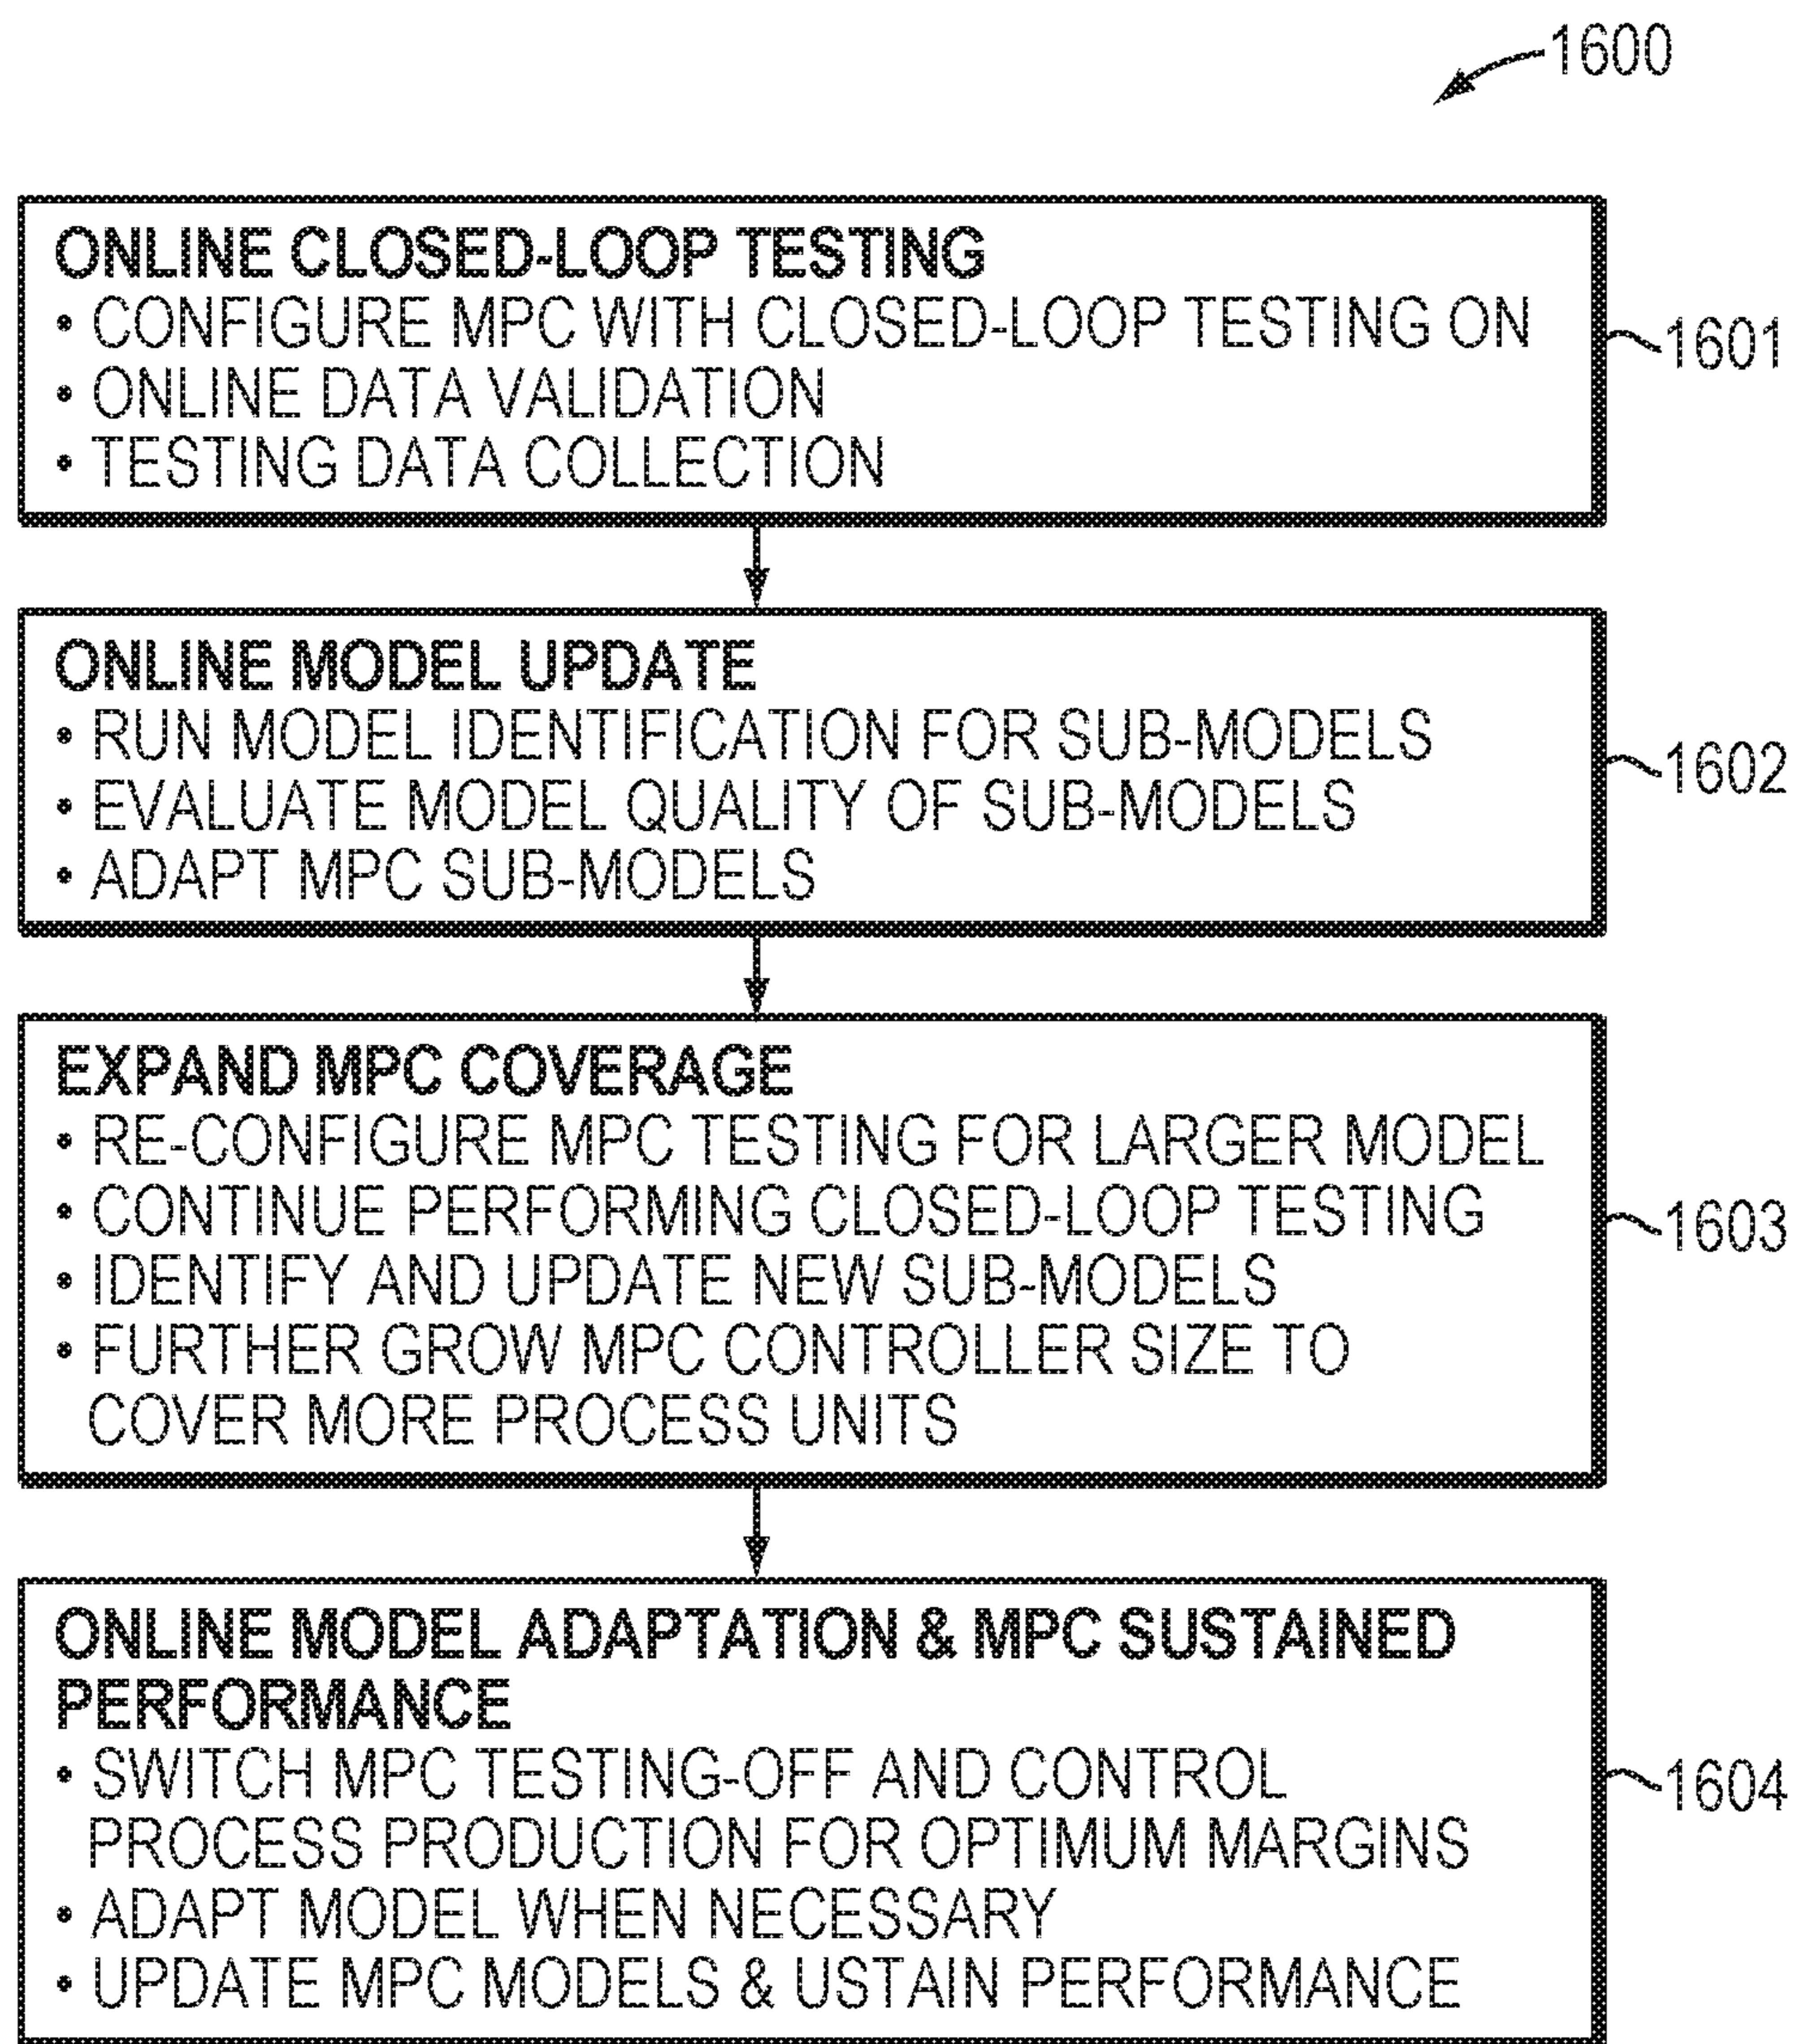 1600
ONLINE CLOSED-LOOP TESTING
• CONFIGURE MPC WITH CLOSED-LOOP TESTING ON
• ONLINE DATA VALIDATION
• TESTING DATA COLLECTION
1601
ONLINE MODEL UPDATE
• RUN MODEL IDENTIFICATION FOR SUB-MODELS
• EVALUATE MODEL QUALITY OF SUB-MODELS
• ADAPT MPC SUB-MODELS
1602
EXPAND MPC COVERAGE
• RE-CONFIGURE MPC TESTING FOR LARGER MODEL
• CONTINUE PERFORMING CLOSED-LOOP TESTING
• IDENTIFY AND UPDATE NEW SUB-MODELS
• FURTHER GROW MPC CONTROLLER SIZE TO
COVER MORE PROCESS UNITS
1603
ONLINE MODEL ADAPTATION & MPC SUSTAINED
PERFORMANCE
• SWITCH MPC TESTING-OFF AND CONTROL
PROCESS PRODUCTION FOR OPTIMUM MARGINS
• ADAPT MODEL WHEN NECESSARY
• UPDATE MPC MODELS & USTAIN PERFORMANCE
1604